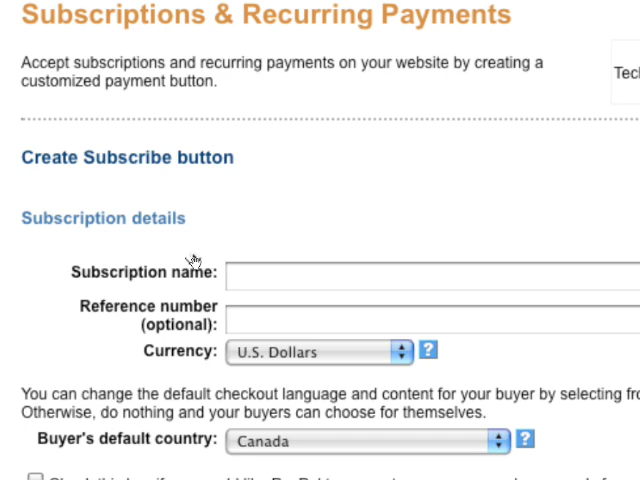 Subscriptions & Recurring Payments
Accept subscriptions and recurring payments on your website by creating a
customized payment button.
Create Subscribe button
Subscription details
Subscription name:
Reference number
(optional):
Currency: U.S. Dollars ?
You can change the default checkout language and content for your buyer by selecting
Otherwise, do nothing and your buyers can choose for themselves.
Buyer's default country: Canada ?